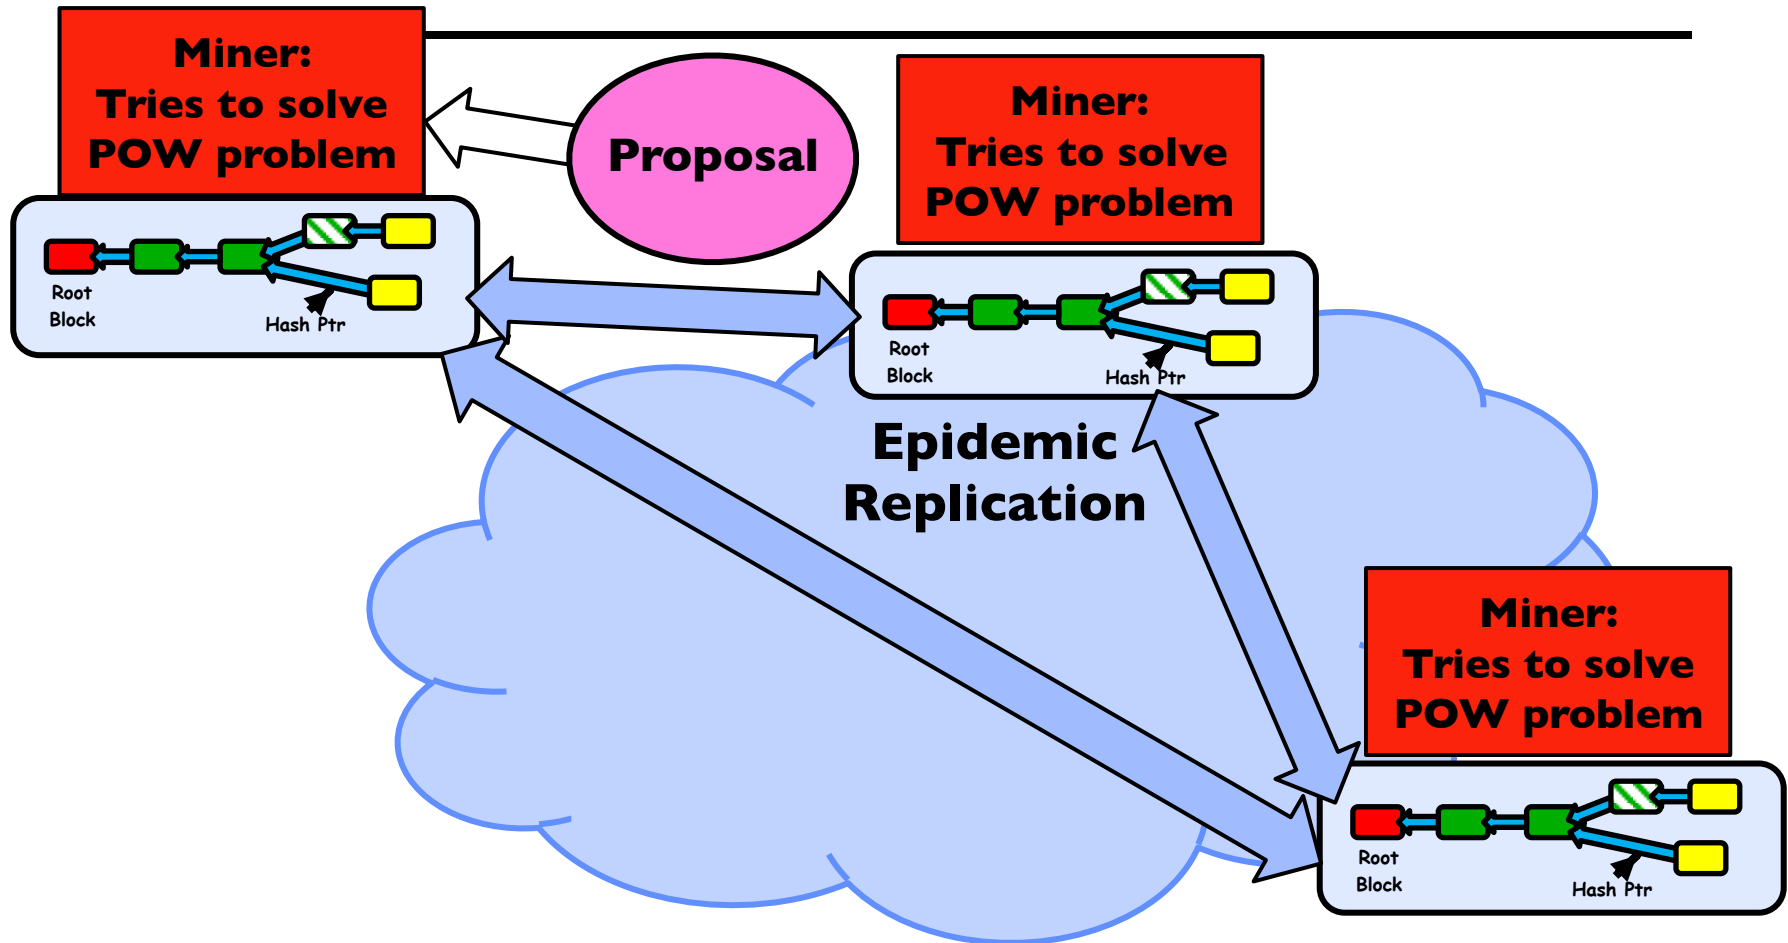 Miner:
Tries to solve
POW problem
Proposal
Miner:
Tries to solve
POW problem
Root
Block
Hash Ptr
Root
Block
Hash Ptr
Epidemic
Replication
Miner:
Tries to solve
POW problem
Root
Block
Hash Ptr